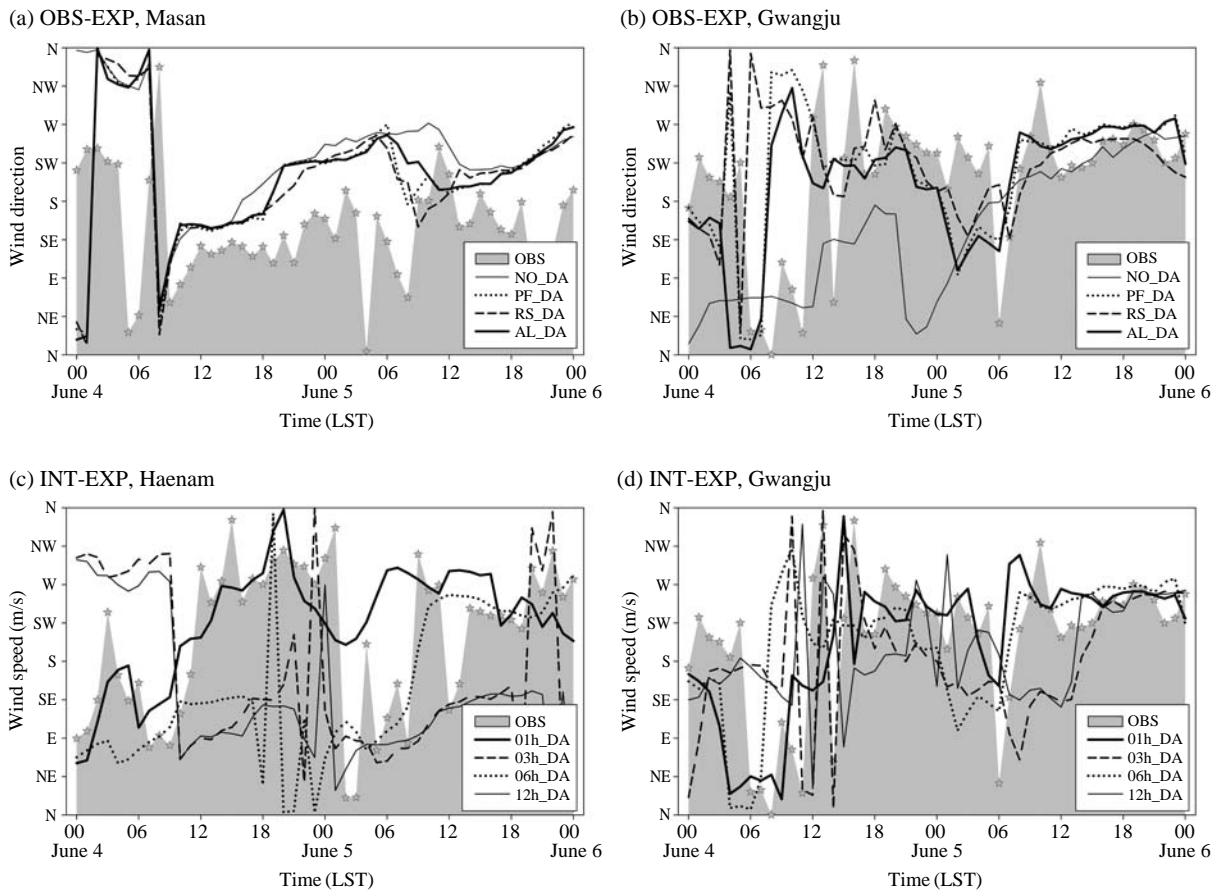 (a) OBS-EXP, Masan
N
NW
W
SW
S
SE
E
NE
N
Wind direction
OBS
NO_DA
PF_DA
RS_DA
AL_DA
00 06 12 18 00 06 12 18 00
June 4 June 5 June 6
Time (LST)
(b) OBS-EXP, Gwangju
N
NW
W
SW
S
SE
E
NE
N
Wind direction
OBS
NO_DA
PF_DA
RS_DA
AL_DA
00 06 12 18 00 06 12 18 00
June 4 June 5 June 6
Time (LST)
(c) INT-EXP, Haenam
N
NW
W
SW
S
SE
E
NE
N
Wind speed (m/s)
OBS
01h_DA
03h_DA
06h_DA
12h_DA
00 06 12 18 00 06 12 18 00
June 4 June 5 June 6
Time (LST)
(d) INT-EXP, Gwangju
N
NW
W
SW
S
SE
E
NE
N
Wind speed (m/s)
OBS
01h_DA
03h_DA
06h_DA
12h_DA
00 06 12 18 00 06 12 18 00
June 4 June 5 June 6
Time (LST)